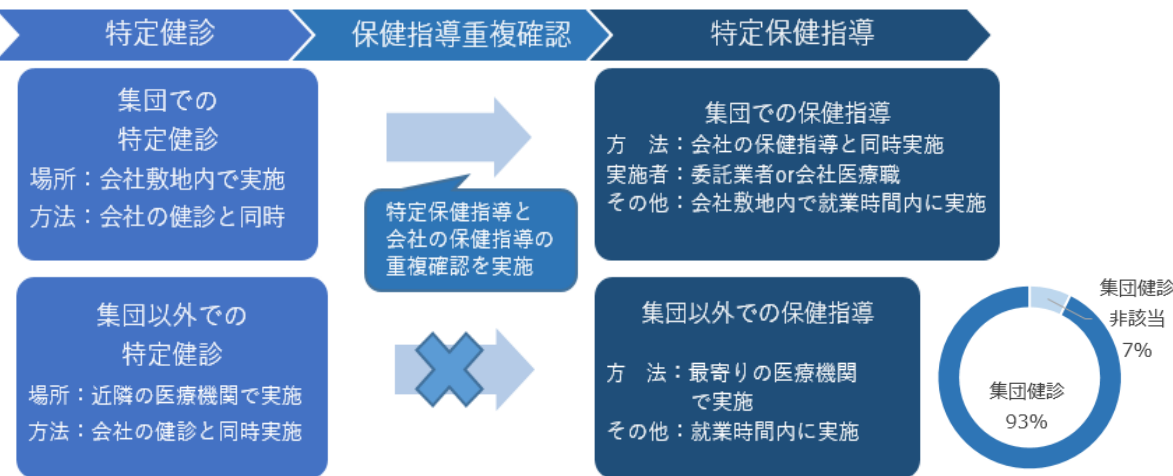 特定健診
保健指導重複確認
特定保健指導
集団での
特定健診
場所：会社敷地内で実施
方法：会社の健診と同時
特定保健指導と
会社の保健指導の
重複確認を実施
集団での保健指導
方　法：会社の保健指導と同時実施
実施者：委託業者or会社医療職
その他：会社敷地内で就業時間内に実施
集団以外での
特定健診
場所：近隣の医療機関で実施
方法：会社の健診と同時実施
集団以外での保健指導
方　法：最寄りの医療機関
で実施
その他：就業時間内に実施
集団健診
非該当
7%
集団健診
93%